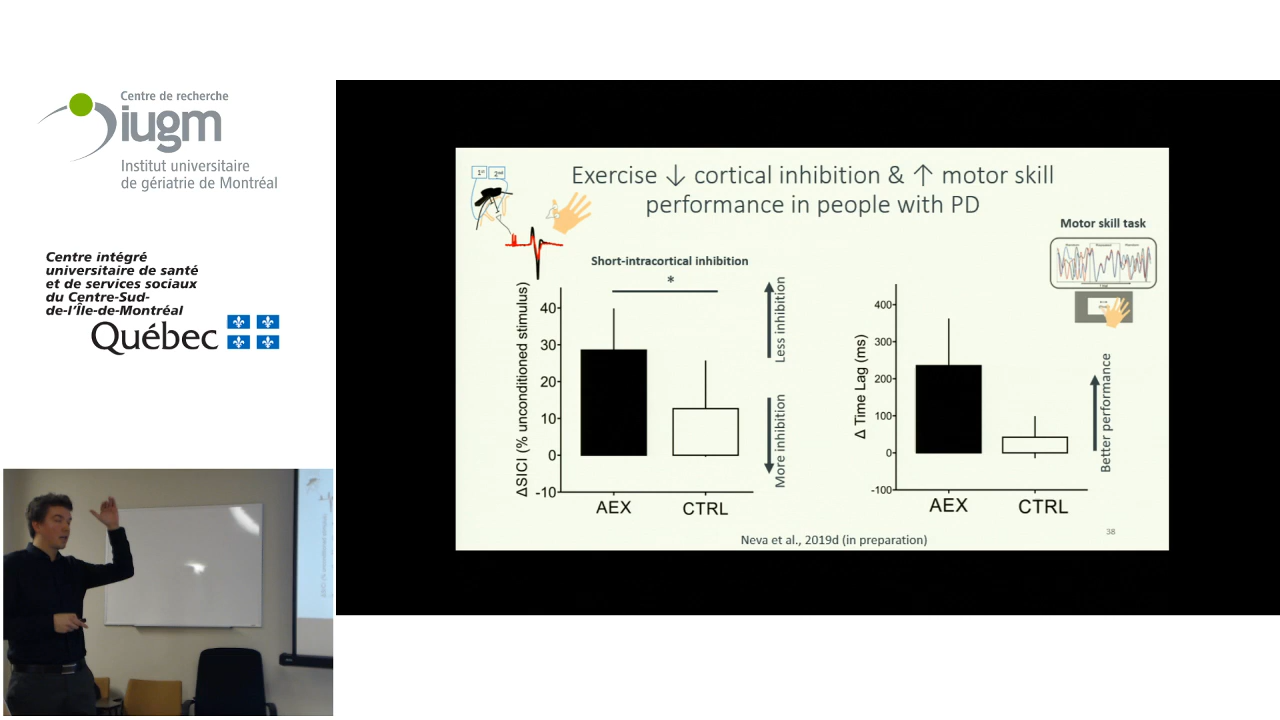 Centre de recherche
iugm
Institut universitaire
de gériatrie de Montréal
Centre intégré
universitaire de santé
et de services sociaux
du Centre-Sud-
de-l'Île-de-Montréal
Québec
Exercise ↓ cortical inhibition & ↑ motor skill
performance in people with PD
1st 2nd
Short-intracortical inhibition
*
ΔSICI (% unconditioned stimulus)
40
30
20
10
0
-10
AEX CTRL
Less inhibition
More inhibition
Motor skill task
Δ Time Lag (ms)
400
300
200
100
0
-100
AEX CTRL
Better performance
Neva et al., 2019d (in preparation)
38